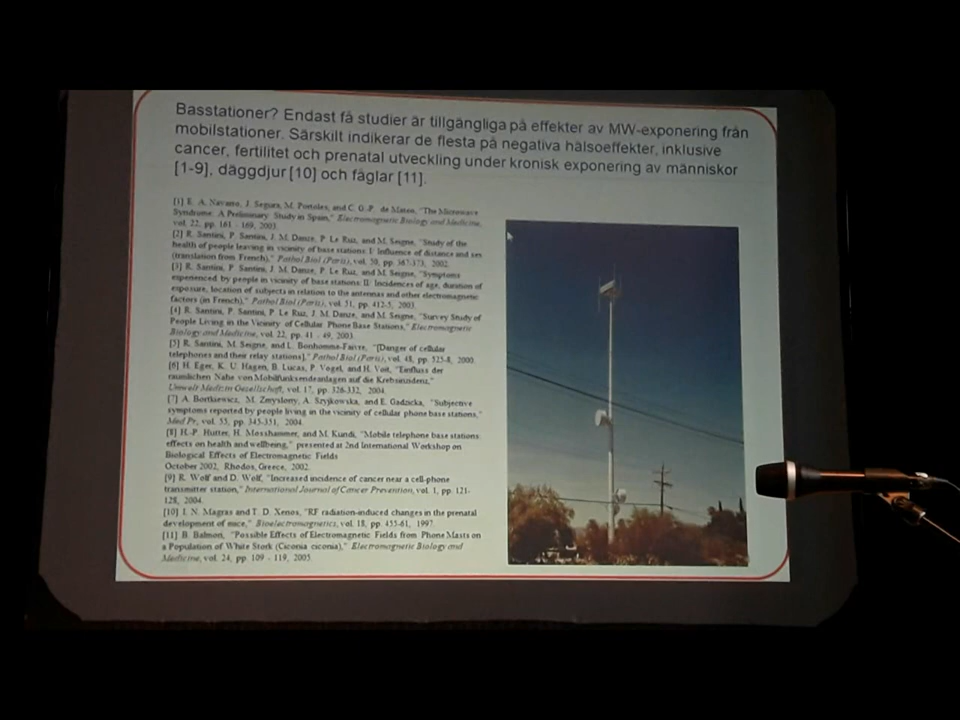 Basstationer? Endast få studier är tillgängliga på effekter av MW-exponering från
mobilstationer. Särskilt indikerar de flesta på negativa hälsoeffekter, inklusive
cancer, fertilitet och prenatal utveckling under kronisk exponering av människor
[1-9], däggdjur [10] och fåglar [11].
[1] E. A. Navarro, J. Segura, M. Portoles, and C. G.-P. de Mateo, "The Microwave
Syndrome: A Preliminary Study in Spain," Electromagnetic Biology and Medicine,
vol. 22, pp. 161 - 169, 2003.
[2] R. Santini, P. Santini, J. M. Danze, P. Le Ruz, and M. Seigne, "Study of the
health of people leaving in vicinity of base stations: I: Influence of distance and sex
(translation from French)," Pathol Biol (Paris), vol. 50, pp. 367-373, 2002.
[3] R. Santini, P. Santini, J. M. Danze, P. Le Ruz, and M. Seigne, "Symptoms
experienced by people in vicinity of base stations: II: Incidences of age, duration of
exposure, location of subjects in relation to the antennas and other electromagnetic
factors (in French)," Pathol Biol (Paris), vol. 51, pp. 412-5, 2003.
[4] R. Santini, P. Santini, P. Le Ruz, J. M. Danze, and M. Seigne, "Survey Study of
People Living in the Vicinity of Cellular Phone Base Stations," Electromagnetic
Biology and Medicine, vol. 22, pp. 41 - 49, 2003.
[5] R. Santini, M. Seigne, and L. Bonhomme-Faivre, "[Danger of cellular
telephones and their relay stations]," Pathol Biol (Paris), vol. 48, pp. 525-8, 2000.
[6] H. Eger, K. U. Hagen, B. Lucas, P. Vogel, and H. Voit, "Einfluss der
raumlichen Nahe von Mobilfunksendeanlagen auf die Krebsinzidenz,"
Umwelt Medizin Gesellschaft, vol. 17, pp. 326-332, 2004.
[7] A. Bortkiewicz, M. Zmyslony, A. Szyjkowska, and E. Gadzicka, "Subjective
symptoms reported by people living in the vicinity of cellular phone base stations,"
Med Pr, vol. 55, pp. 345-351, 2004.
[8] H.-P. Hutter, H. Moshammer, and M. Kundi, "Mobile telephone base stations:
effects on health and wellbeing," presented at 2nd International Workshop on
Biological Effects of Electromagnetic Fields
October 2002, Rhodos, Greece, 2002.
[9] R. Wolf and D. Wolf, "Increased incidence of cancer near a cell-phone
transmitter station," International Journal of Cancer Prevention, vol. 1, pp. 121-
128, 2004.
[10] I. N. Magras and T. D. Xenos, "RF radiation-induced changes in the prenatal
development of mice," Bioelectromagnetics, vol. 18, pp. 455-61, 1997.
[11] B. Balmori, "Possible Effects of Electromagnetic Fields from Phone Masts on
a Population of White Stork (Ciconia ciconia)," Electromagnetic Biology and
Medicine, vol. 24, pp. 109 - 119, 2005.